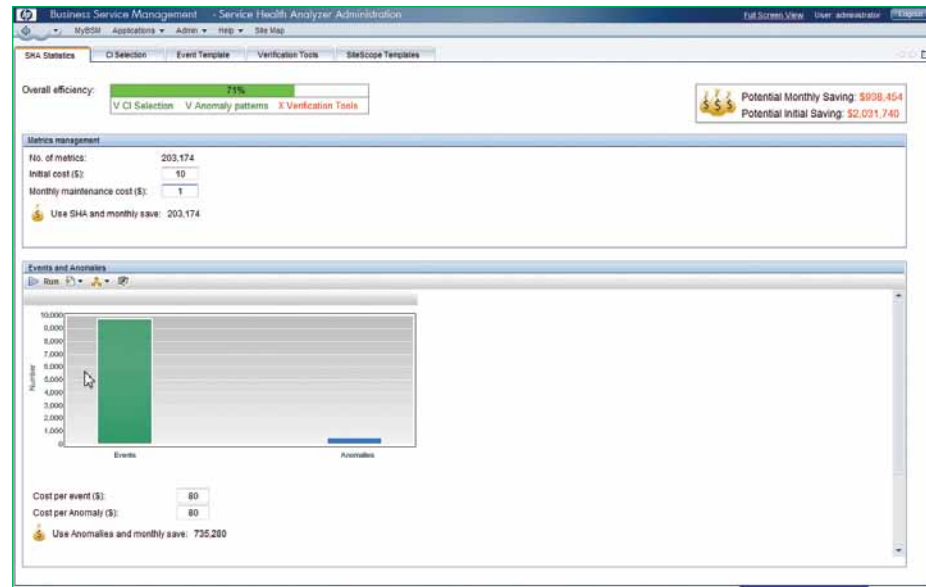 hp Business Service Management - Service Health Analyzer Administration Full Screen View User: administrator Logout
MyBSM Applications Admin Help Site Map
SHA Statistics CI Selection Event Template Verification Tools SiteScope Templates
Overall efficiency: 71%
V CI Selection V Anomaly patterns X Verification Tools
Potential Monthly Saving: $938,454
Potential Initial Saving: $2,031,740
Metrics management
No. of metrics: 203,174
Initial cost ($): 10
Monthly maintenance cost ($): 1
Use SHA and monthly save: 203,174
Events and Anomalies
Run
10,000
9,000
8,000
7,000
6,000
5,000
4,000
3,000
2,000
1,000
0
Number
Events Anomalies
Cost per event ($): 80
Cost per Anomaly ($): 80
Use Anomalies and monthly save: 735,280